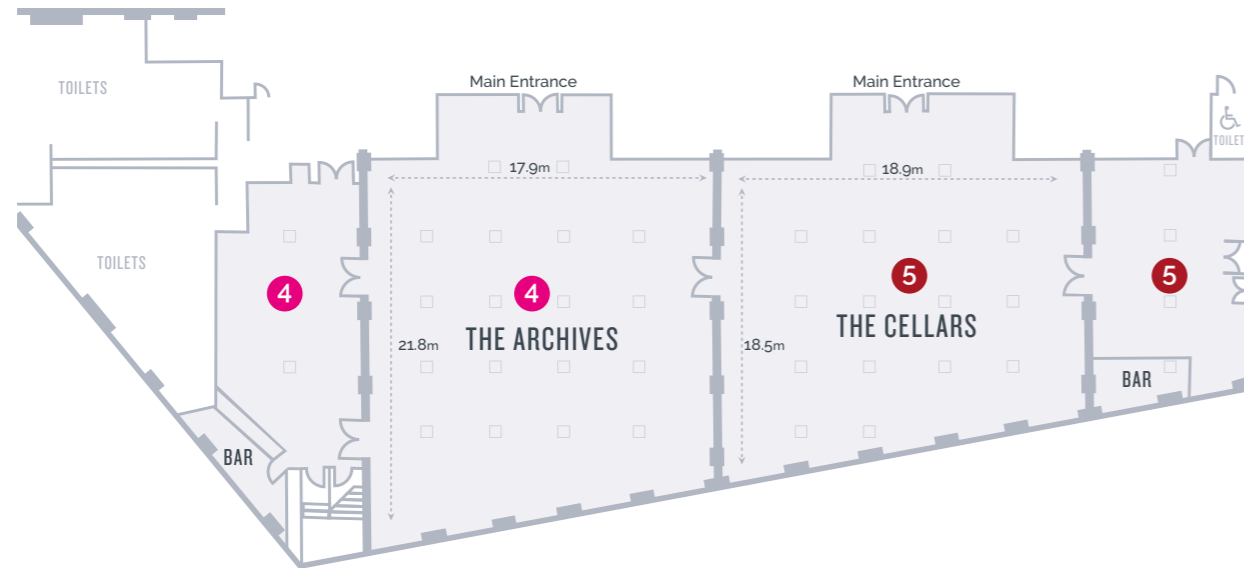 TOILETS
Main Entrance
Main Entrance
TOILET
17.9m
18.9m
TOILETS
4
4
5
5
21.8m
THE ARCHIVES
18.5m
THE CELLARS
BAR
BAR